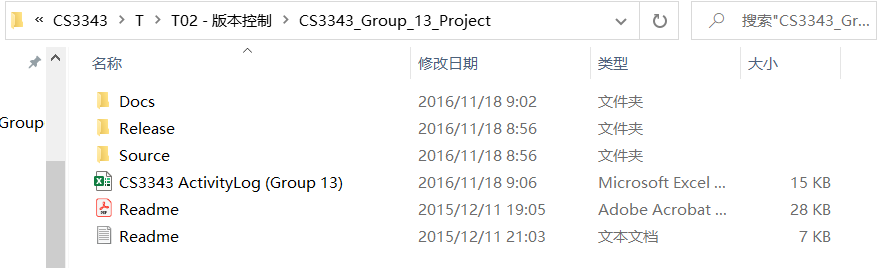 « CS3343 > T > T02 - 版本控制 > CS3343_Group_13_Project 搜索"CS3343_Gr...
名称 修改日期 类型 大小
Docs 2016/11/18 9:02 文件夹
Group
Release 2016/11/18 8:56 文件夹
Source 2016/11/18 8:56 文件夹
CS3343 ActivityLog (Group 13) 2016/11/18 9:06 Microsoft Excel ... 15 KB
Readme 2015/12/11 19:05 Adobe Acrobat ... 28 KB
Readme 2015/12/11 21:03 文本文档 7 KB